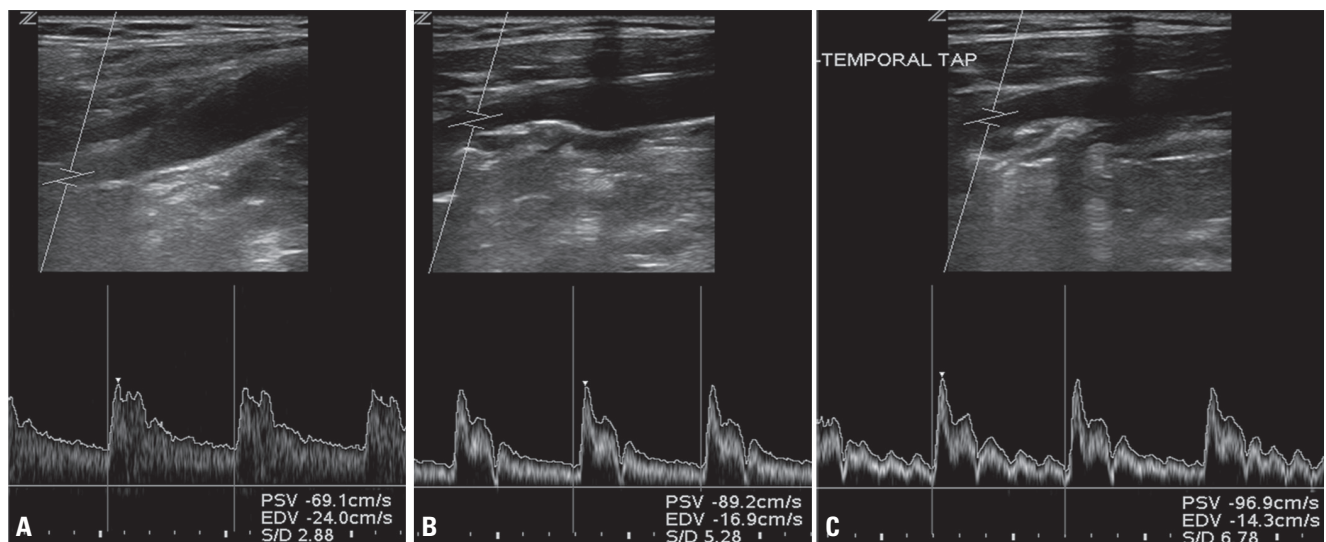 -TEMPORAL TAP
PSV -69.1cm/s
EDV -24.0cm/s
S/D 2.88
A
PSV -89.2cm/s
EDV -16.9cm/s
S/D 5.28
B
PSV -96.9cm/s
EDV -14.3cm/s
S/D 6.78
C